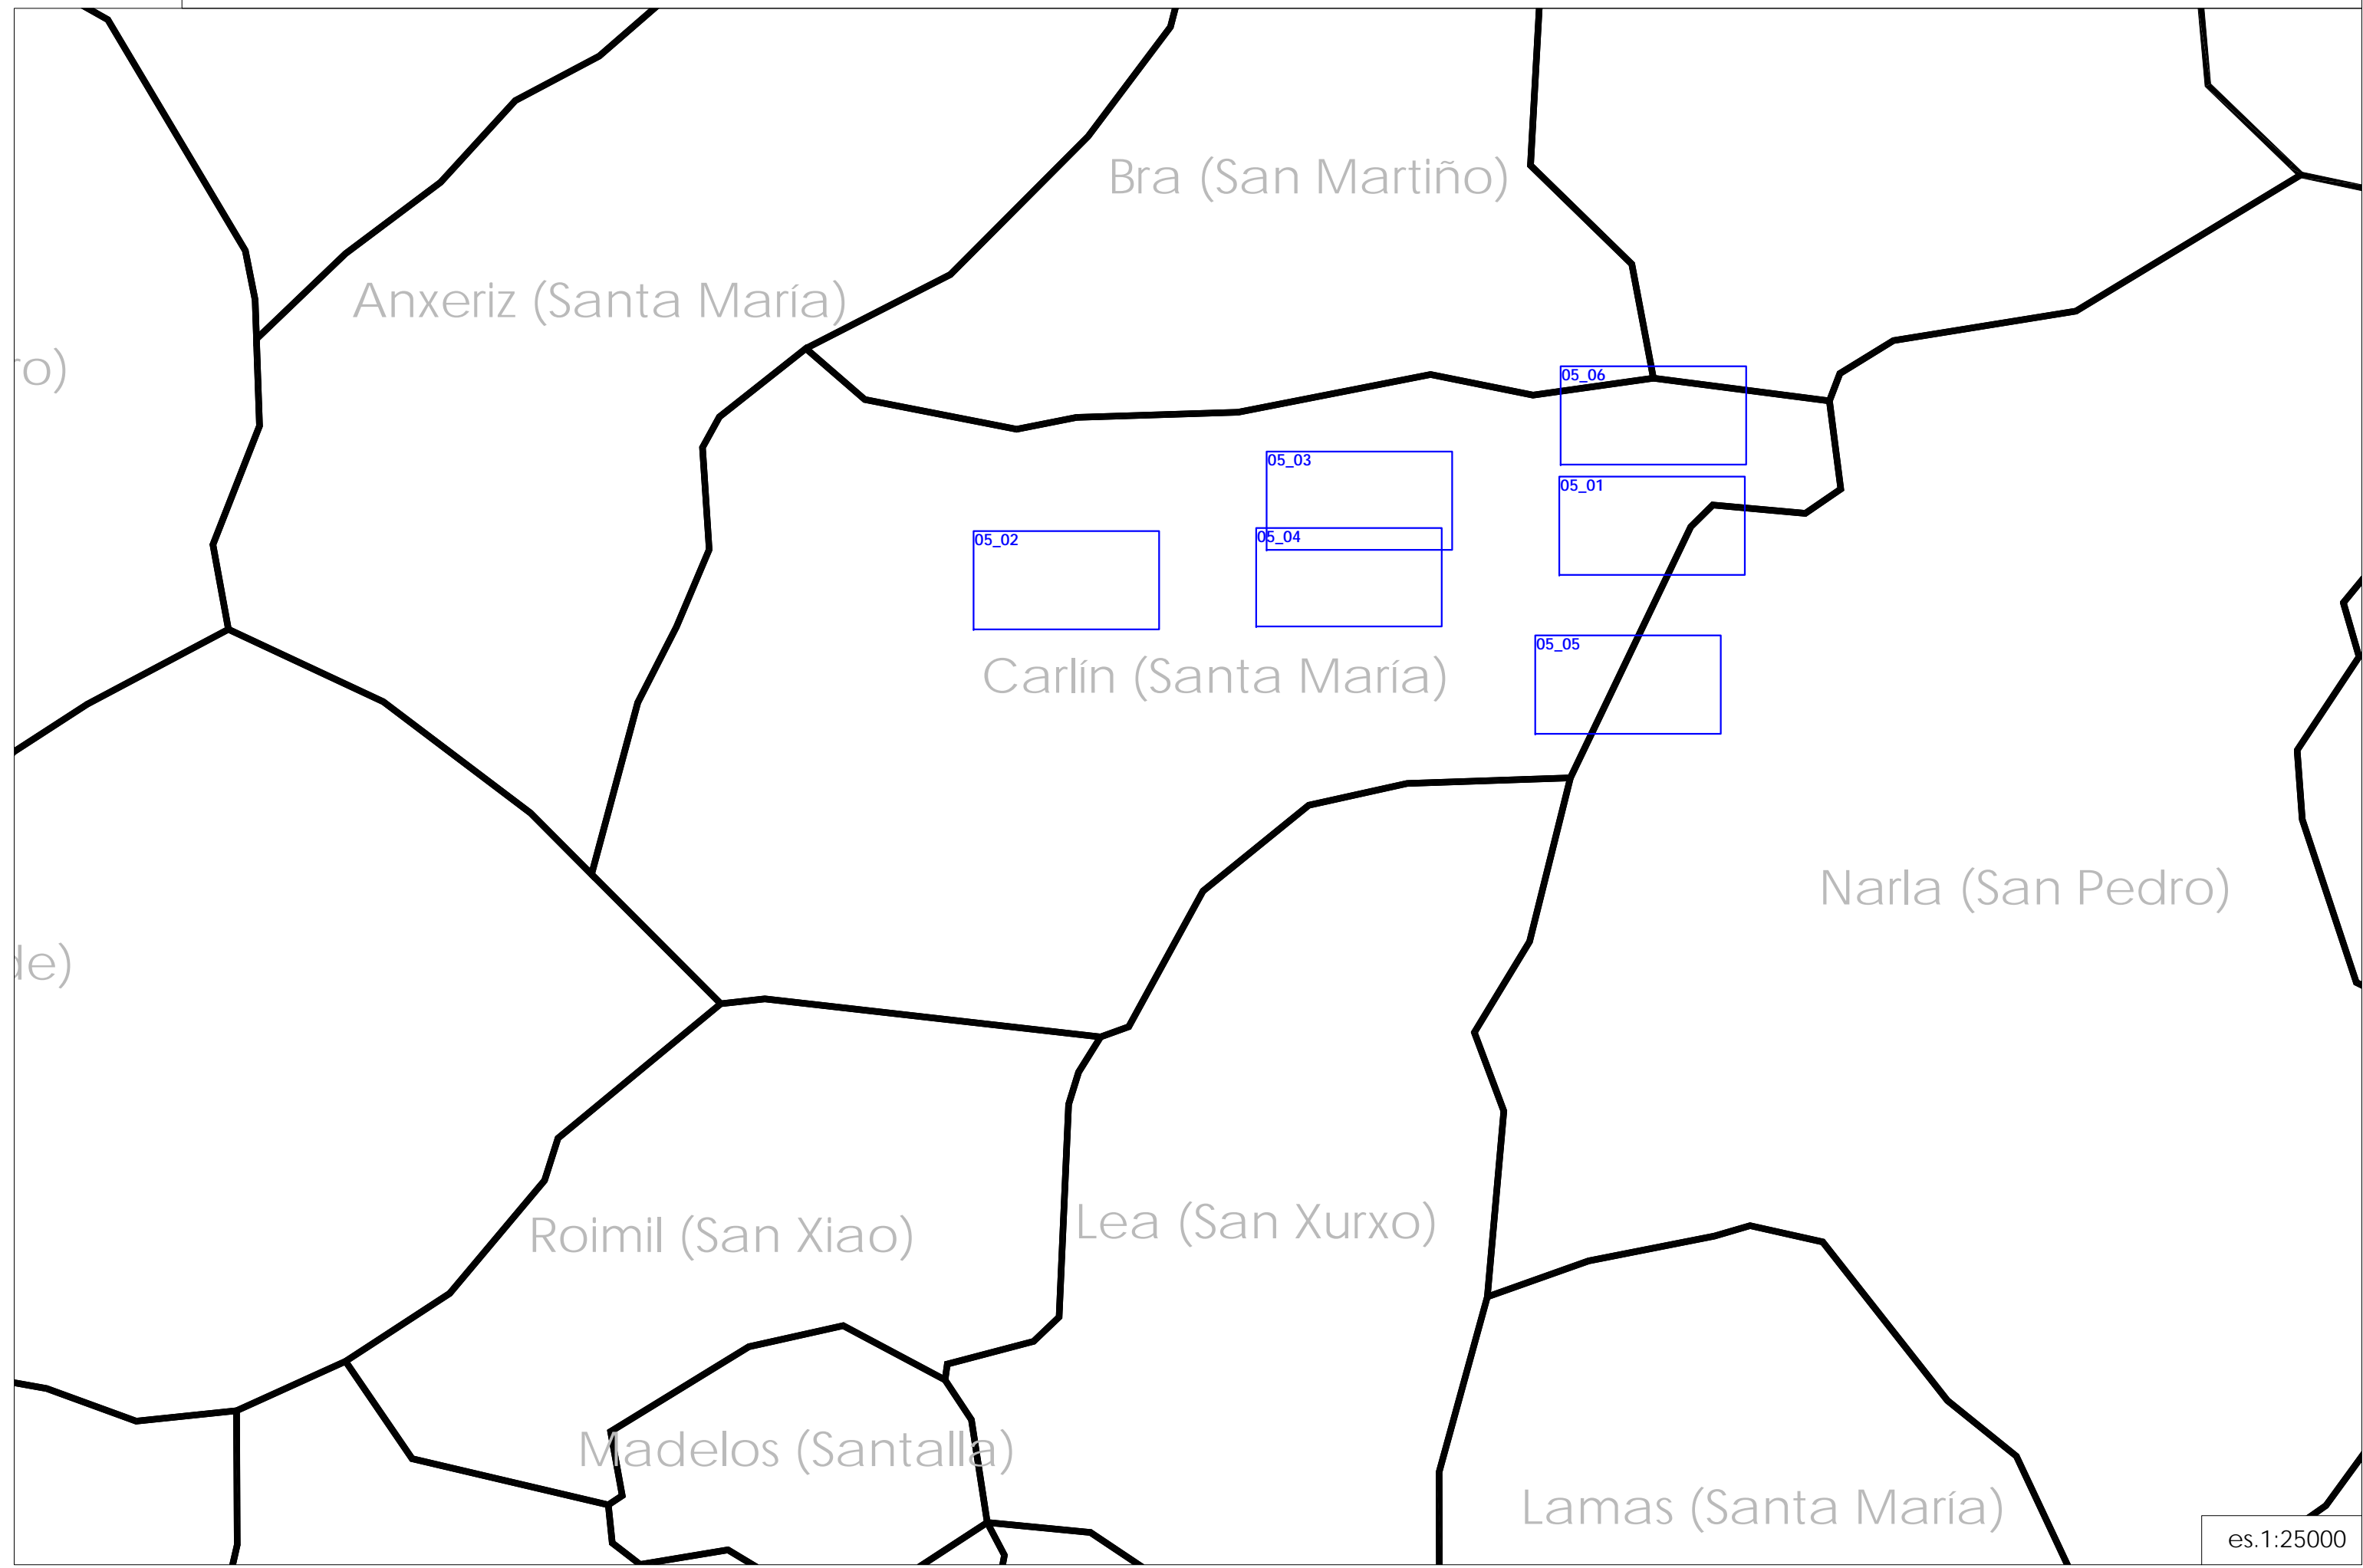 Bra (San Martiño)
Anxeriz (Santa María)
ro)
05_06
05_03
05_01
05_04
05_02
05_05
Carlín (Santa María)
Narla (San Pedro)
de)
Lea (San Xurxo)
Roimil (San Xiao)
Madelos (Santalla)
Lamas (Santa María)
es.1:25000